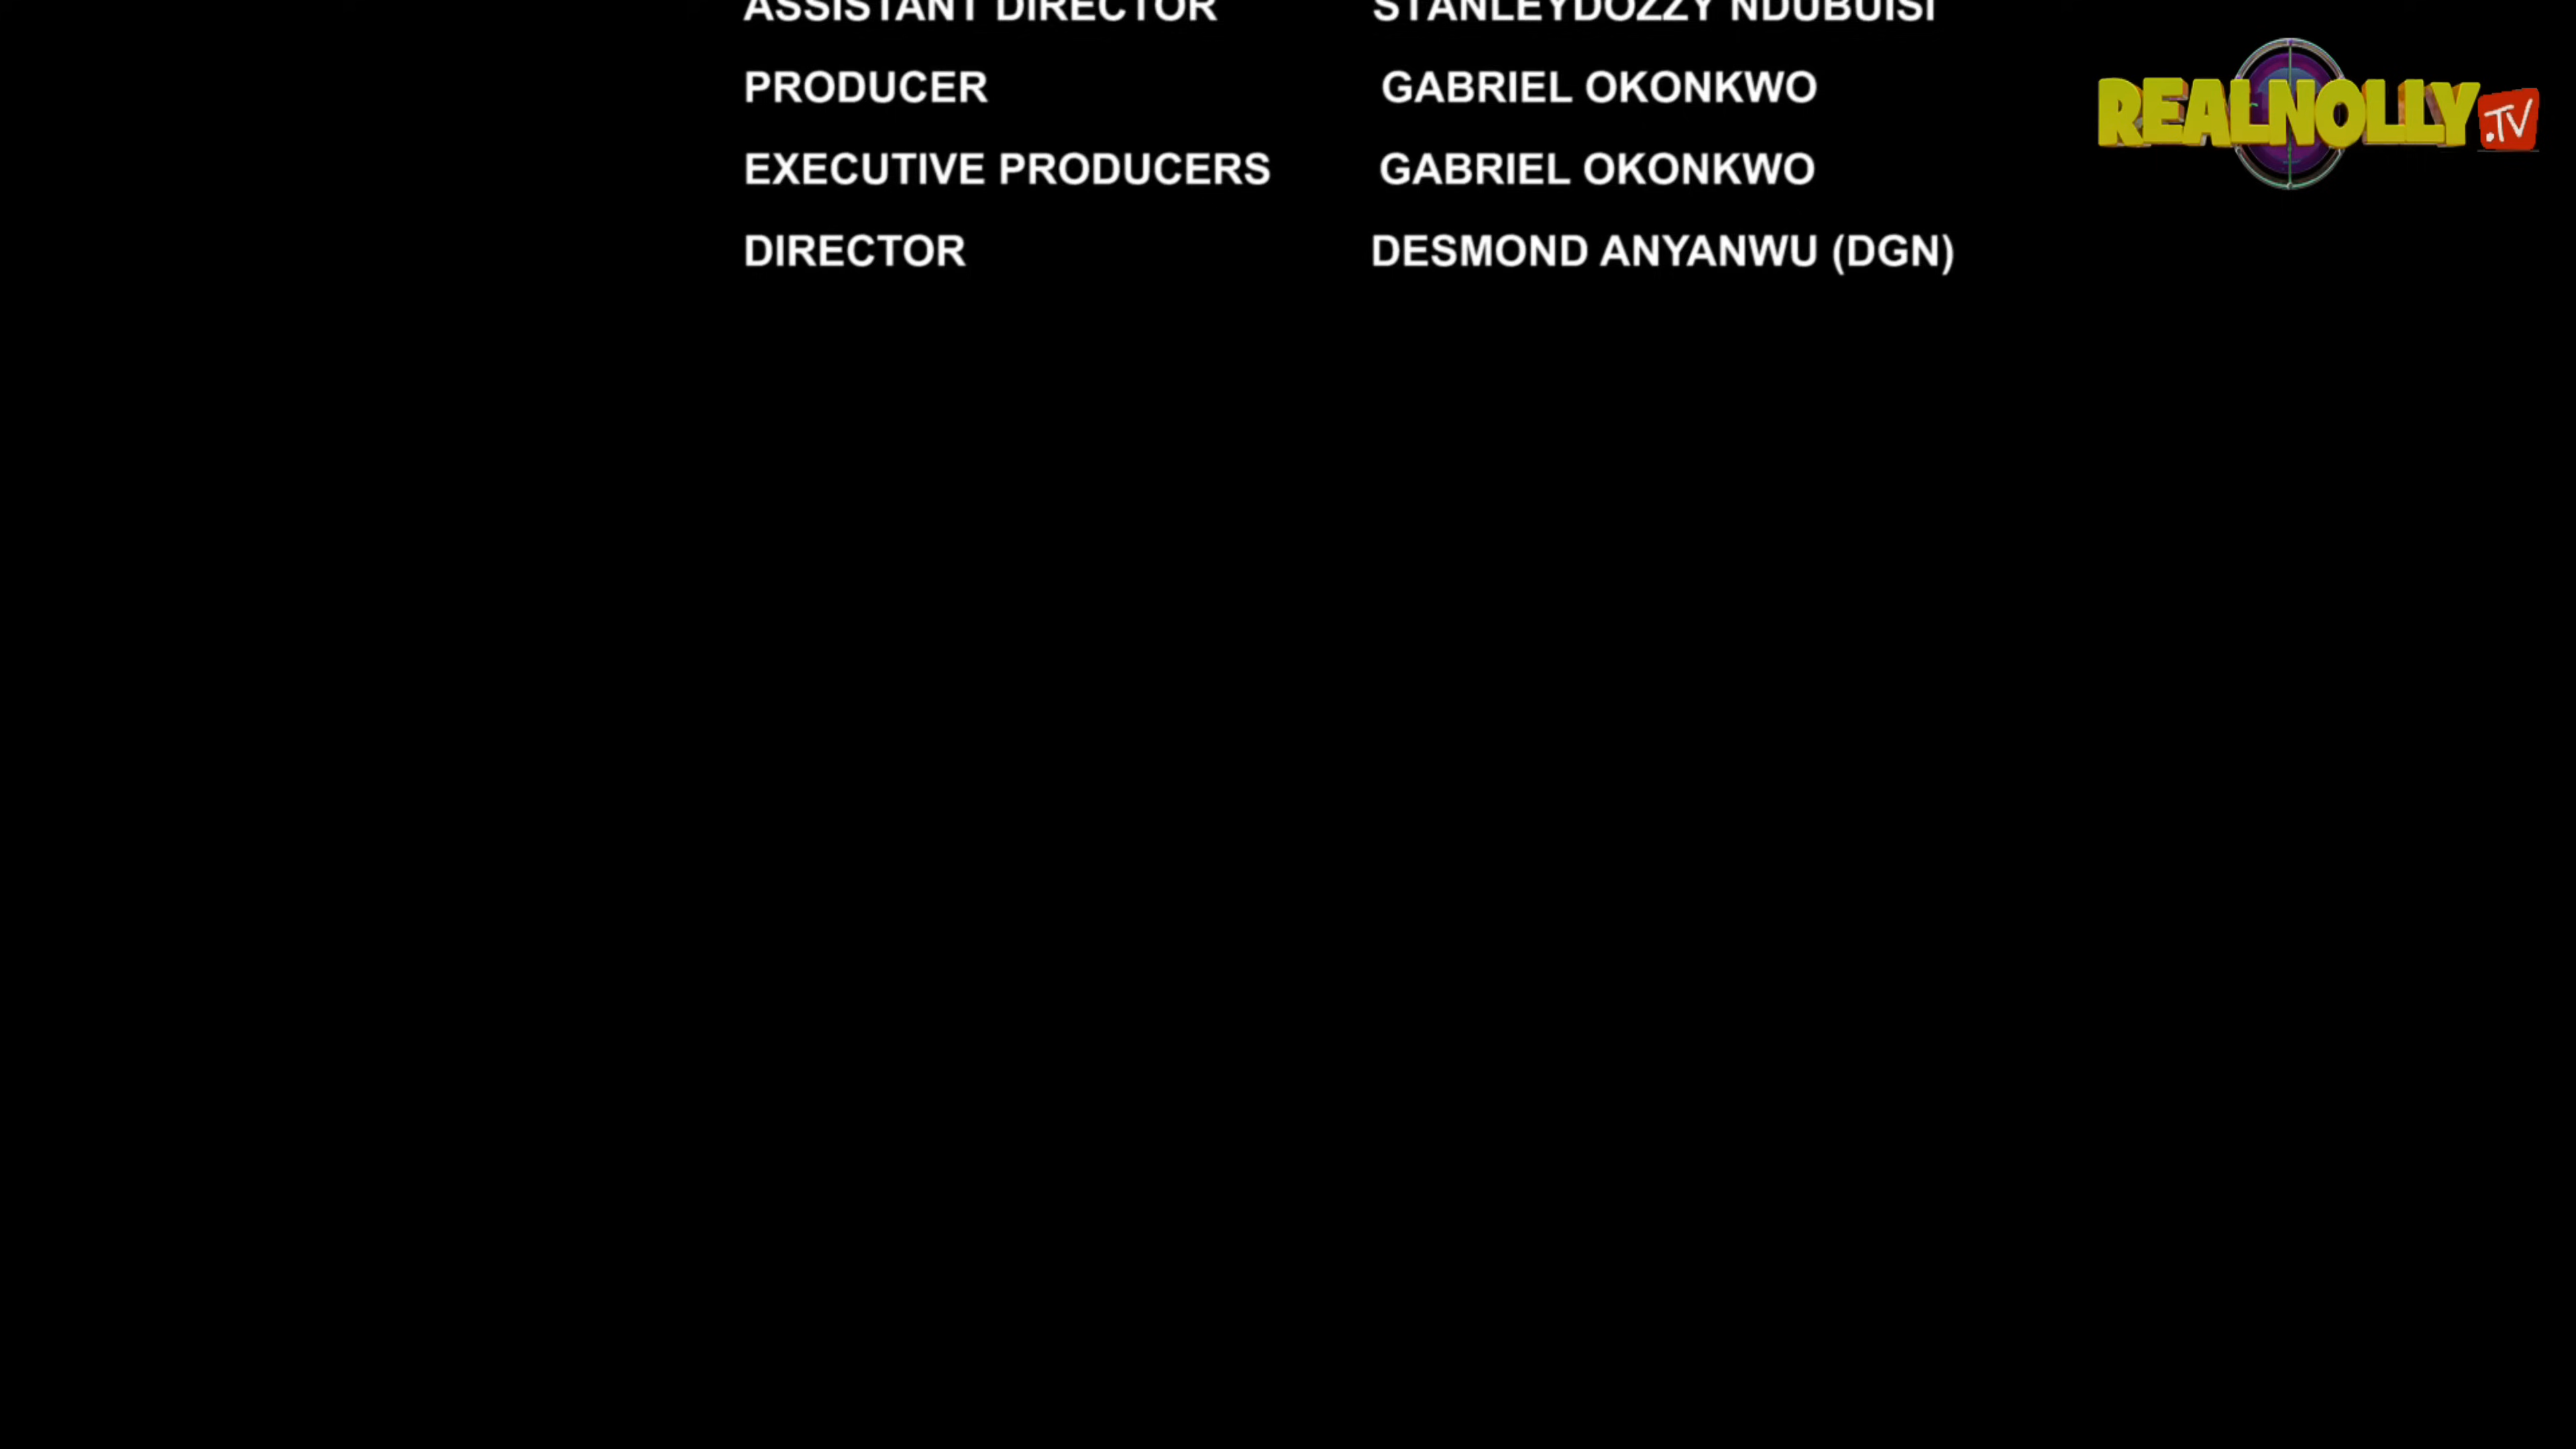 ASSISTANT DIRECTOR STANLEYDOZZY NDUBUISI
PRODUCER GABRIEL OKONKWO
EXECUTIVE PRODUCERS GABRIEL OKONKWO
DIRECTOR DESMOND ANYANWU (DGN)
REALNOLLY.TV